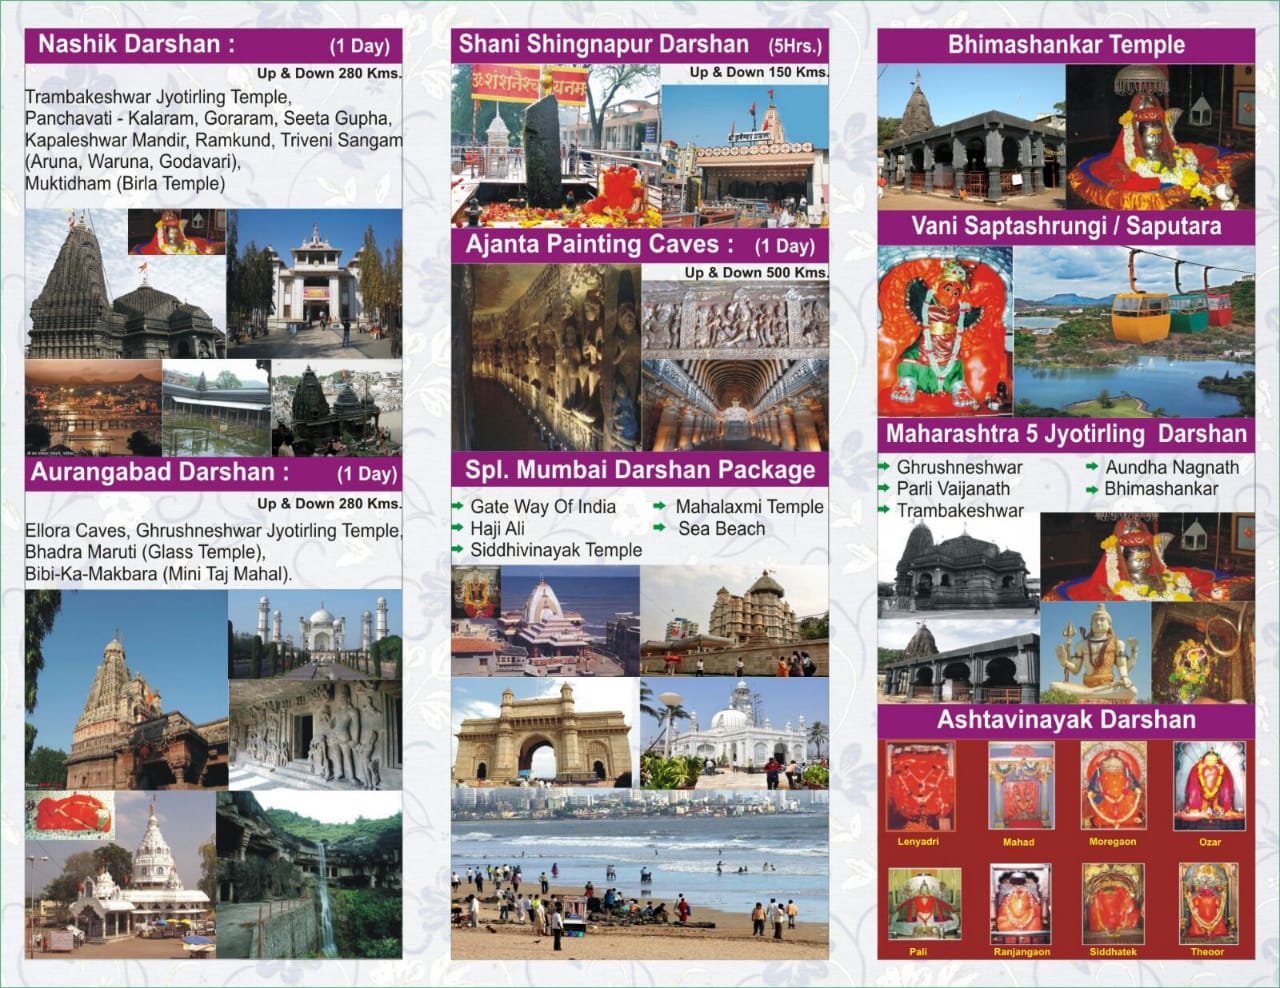 Nashik Darshan : (1 Day)
Up & Down 280 Kms.
Trambakeshwar Jyotirling Temple,
Panchavati - Kalaram, Goraram, Seeta Gupha,
Kapaleshwar Mandir, Ramkund, Triveni Sangam
(Aruna, Waruna, Godavari),
Muktidham (Birla Temple)
Aurangabad Darshan : (1 Day)
Up & Down 280 Kms.
Ellora Caves, Ghrushneshwar Jyotirling Temple,
Bhadra Maruti (Glass Temple),
Bibi-Ka-Makbara (Mini Taj Mahal).
Shani Shingnapur Darshan (5Hrs.)
Up & Down 150 Kms.
Ajanta Painting Caves : (1 Day)
Up & Down 500 Kms.
Spl. Mumbai Darshan Package
Gate Way Of India
Mahalaxmi Temple
Haji Ali
Sea Beach
Siddhivinayak Temple
Bhimashankar Temple
Vani Saptashrungi / Saputara
Maharashtra 5 Jyotirling Darshan
Ghrushneshwar
Aundha Nagnath
Parli Vaijanath
Bhimashankar
Trambakeshwar
Ashtavinayak Darshan
Lenyadri
Mahad
Moregaon
Ozar
Pali
Ranjangaon
Siddhatek
Theoor